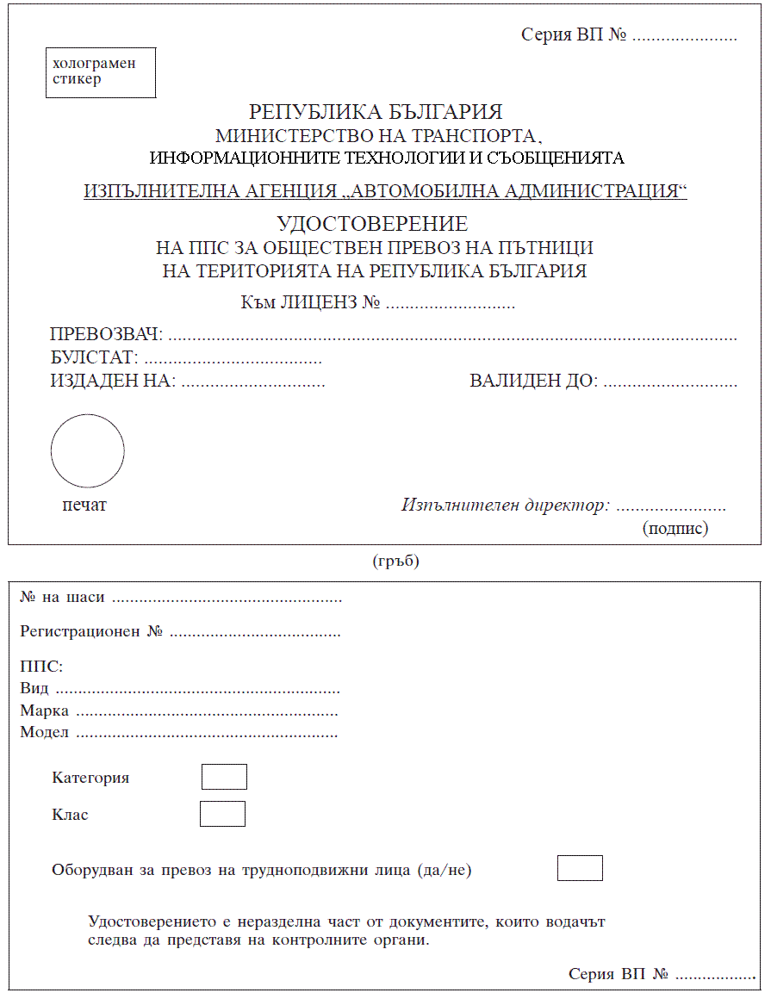 Серия ВП № ......................
холограмен
стикер
РЕПУБЛИКА БЪЛГАРИЯ
МИНИСТЕРСТВО НА ТРАНСПОРТА,
ИНФОРМАЦИОННИТЕ ТЕХНОЛОГИИ И СЪОБЩЕНИЯТА
ИЗПЪЛНИТЕЛНА АГЕНЦИЯ „АВТОМОБИЛНА АДМИНИСТРАЦИЯ“
УДОСТОВЕРЕНИЕ
НА ППС ЗА ОБЩЕСТВЕН ПРЕВОЗ НА ПЪТНИЦИ
НА ТЕРИТОРИЯТА НА РЕПУБЛИКА БЪЛГАРИЯ
Към ЛИЦЕНЗ № ...........................
ПРЕВОЗВАЧ: ......................................................................................................................
БУЛСТАТ: .....................................
ИЗДАДЕН НА: .............................. ВАЛИДЕН ДО: ............................
печат
Изпълнителен директор: .......................
(подпис)
(гръб)
№ на шаси ...................................................
Регистрационен № ......................................
ППС:
Вид ...............................................................
Марка ..........................................................
Модел ..........................................................
Категория
Клас
Оборудван за превоз на трудноподвижни лица (да/не)
Удостоверението е неразделна част от документите, които водачът
следва да представя на контролните органи.
Серия ВП № ..................